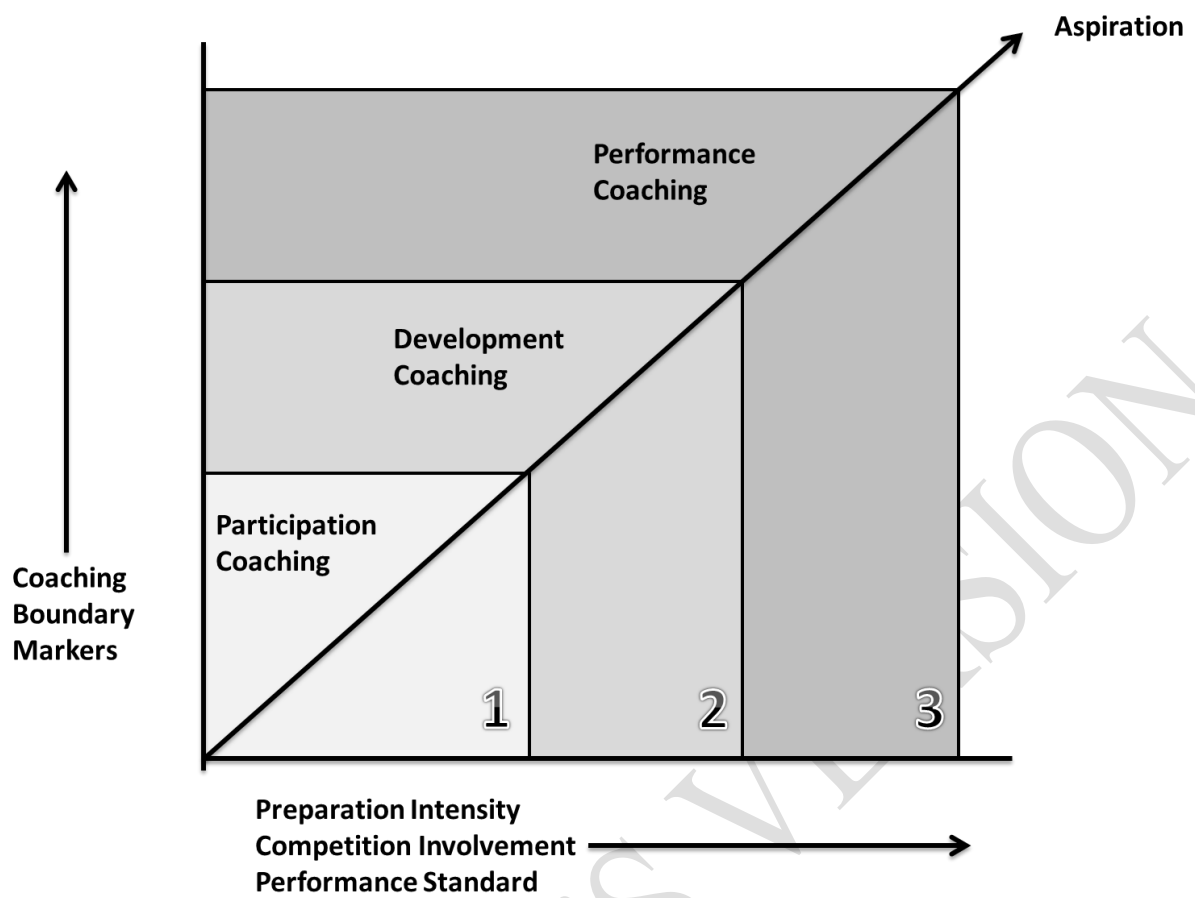 Aspiration
Performance
Coaching
Development
Coaching
Participation
Coaching
Coaching
Boundary
Markers
1
2
3
Preparation Intensity
Competition Involvement
Performance Standard
VERSION